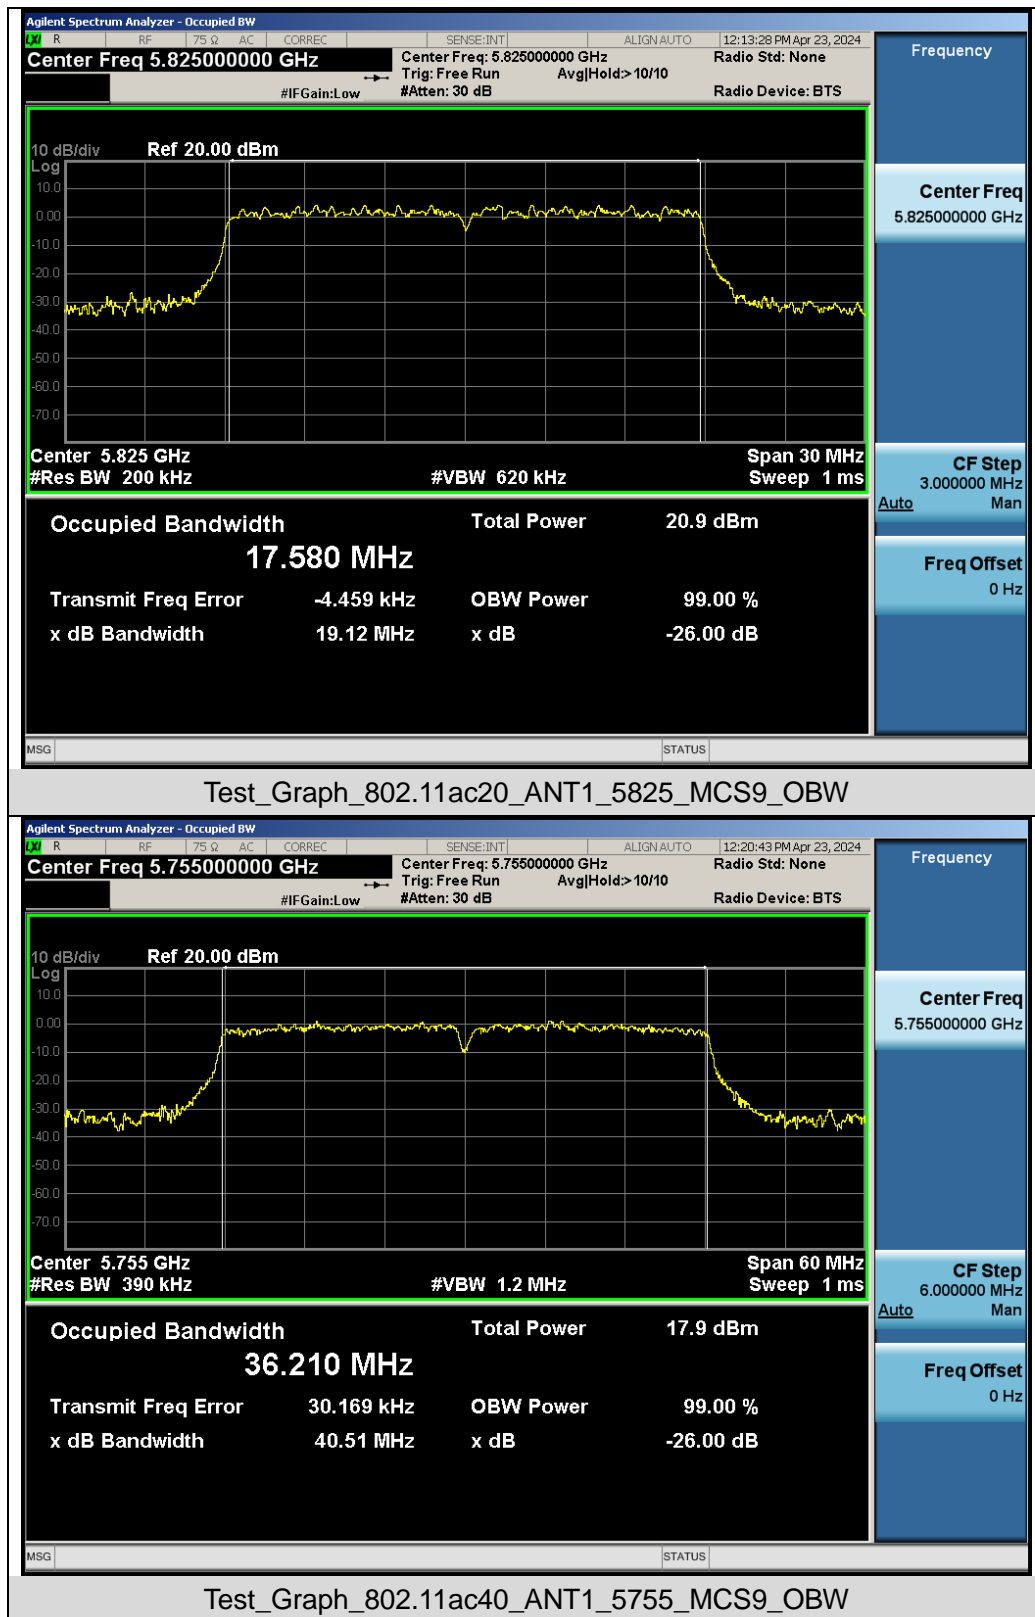 Agilent Spectrum Analyzer - Occupied BW
LXI R RF 75 Ω AC CORREC SENSE:INT ALIGN AUTO 12:13:28 PM Apr 23, 2024
Center Freq 5.825000000 GHz Center Freq: 5.825000000 GHz Radio Std: None Frequency
Trig: Free Run Avg|Hold:> 10/10
#IFGain:Low #Atten: 30 dB Radio Device: BTS
10 dB/div Ref 20.00 dBm
Log
10.0
0.00
-10.0
-20.0
-30.0
-40.0
-50.0
-60.0
-70.0
Center 5.825 GHz Span 30 MHz
#Res BW 200 kHz #VBW 620 kHz Sweep 1 ms
Center Freq
5.825000000 GHz
CF Step
3.000000 MHz
Auto Man
Freq Offset
0 Hz
Occupied Bandwidth Total Power 20.9 dBm
17.580 MHz
Transmit Freq Error -4.459 kHz OBW Power 99.00 %
x dB Bandwidth 19.12 MHz x dB -26.00 dB
MSG STATUS
Test_Graph_802.11ac20_ANT1_5825_MCS9_OBW
Agilent Spectrum Analyzer - Occupied BW
LXI R RF 75 Ω AC CORREC SENSE:INT ALIGN AUTO 12:20:43 PM Apr 23, 2024
Center Freq 5.755000000 GHz Center Freq: 5.755000000 GHz Radio Std: None Frequency
Trig: Free Run Avg|Hold:> 10/10
#IFGain:Low #Atten: 30 dB Radio Device: BTS
10 dB/div Ref 20.00 dBm
Log
10.0
0.00
-10.0
-20.0
-30.0
-40.0
-50.0
-60.0
-70.0
Center 5.755 GHz Span 60 MHz
#Res BW 390 kHz #VBW 1.2 MHz Sweep 1 ms
Center Freq
5.755000000 GHz
CF Step
6.000000 MHz
Auto Man
Freq Offset
0 Hz
Occupied Bandwidth Total Power 17.9 dBm
36.210 MHz
Transmit Freq Error 30.169 kHz OBW Power 99.00 %
x dB Bandwidth 40.51 MHz x dB -26.00 dB
MSG STATUS
Test_Graph_802.11ac40_ANT1_5755_MCS9_OBW